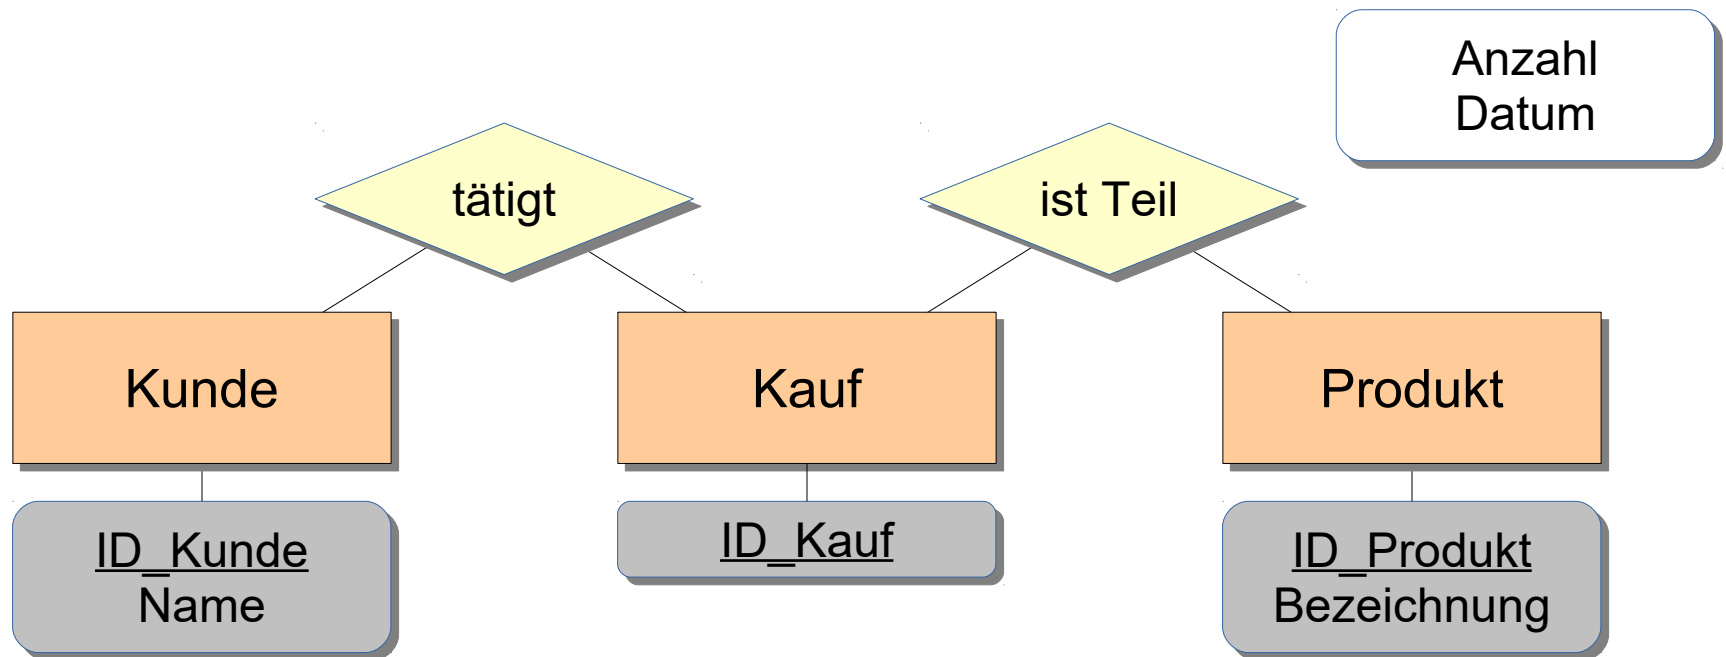 Anzahl
Datum
tätigt
ist Teil
Kunde
Kauf
Produkt
ID_Kunde
Name
ID_Kauf
ID_Produkt
Bezeichnung